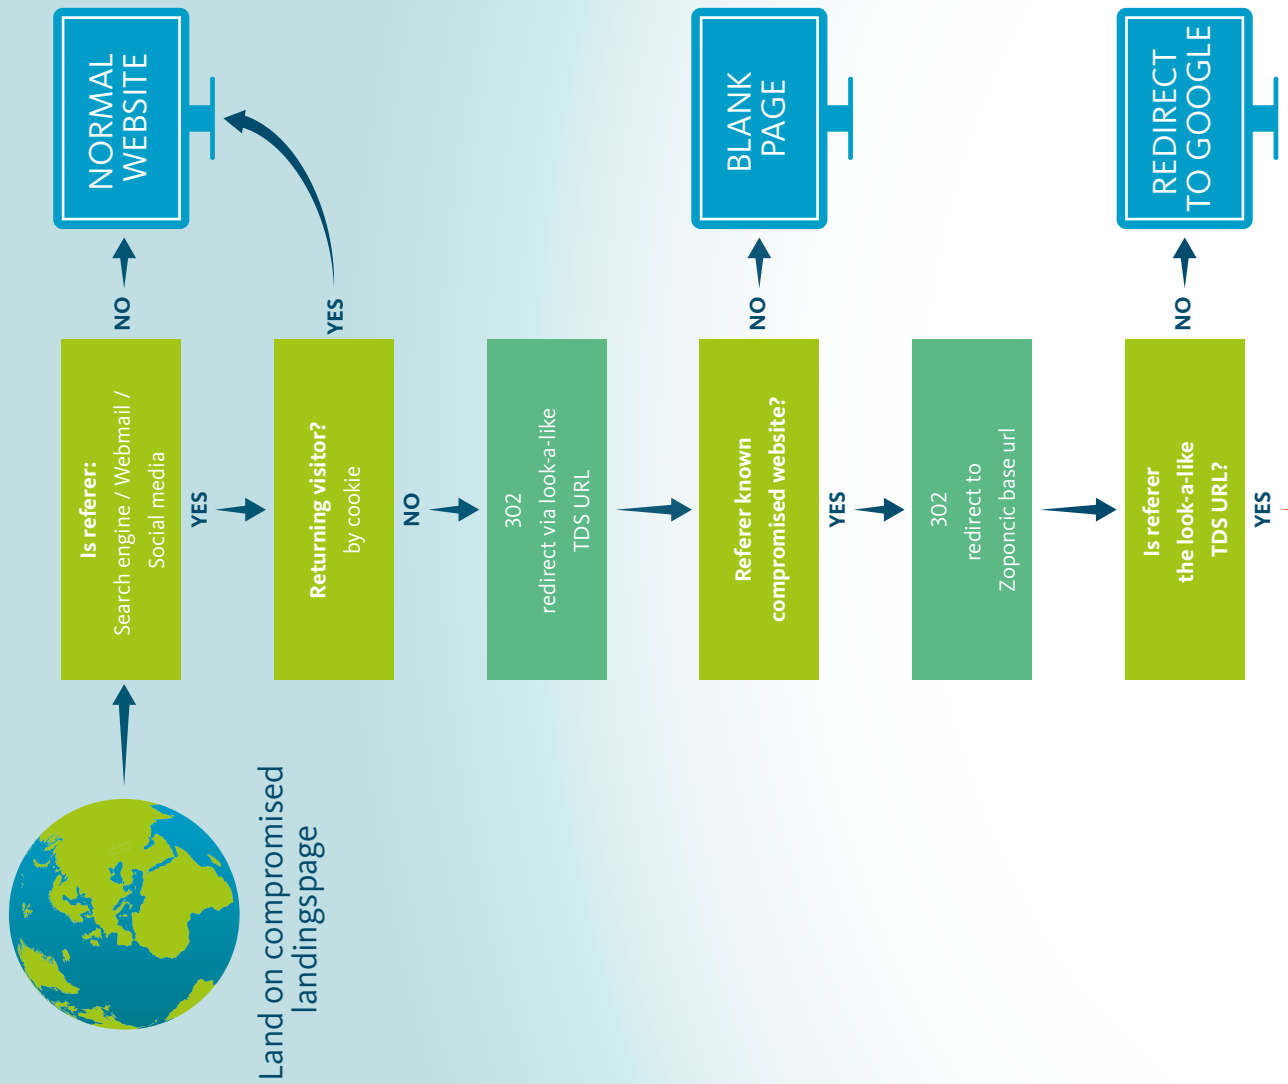 Land on compromised
landingspage
Is referer:
Search engine / Webmail /
Social media
NO
NORMAL
WEBSITE
YES
Returning visitor?
by cookie
YES
NO
302
redirect via look-a-like
TDS URL
Referer known
compromised website?
NO
BLANK
PAGE
YES
302
redirect to
Zoponcic base url
Is referer
the look-a-like
TDS URL?
NO
REDIRECT
TO GOOGLE
YES